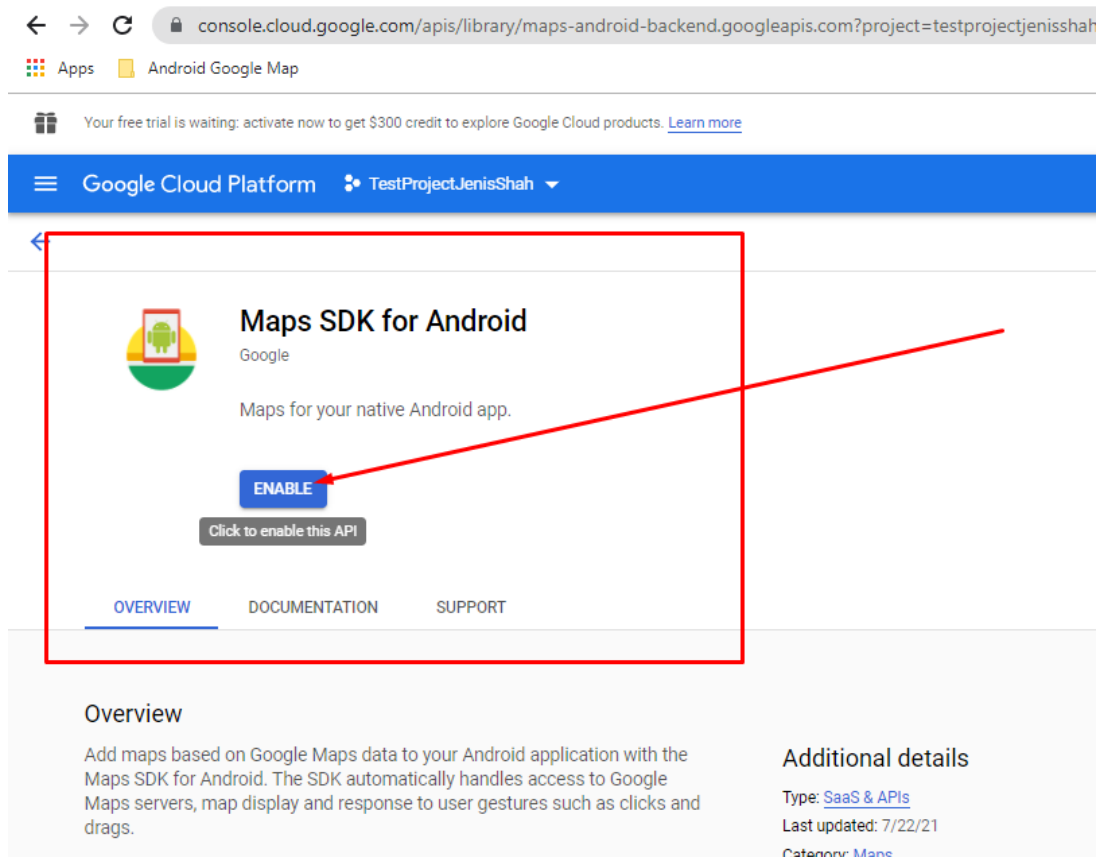 console.cloud.google.com/apis/library/maps-android-backend.googleapis.com?project=testprojectjenisshah
Apps Android Google Map
Your free trial is waiting: activate now to get $300 credit to explore Google Cloud products. Learn more
Google Cloud Platform TestProjectJenisShah
Maps SDK for Android
Google
Maps for your native Android app.
ENABLE
Click to enable this API
OVERVIEW DOCUMENTATION SUPPORT
Overview
Add maps based on Google Maps data to your Android application with the
Maps SDK for Android. The SDK automatically handles access to Google
Maps servers, map display and response to user gestures such as clicks and
drags.
Additional details
Type: SaaS & APIs
Last updated: 7/22/21
Category: Maps